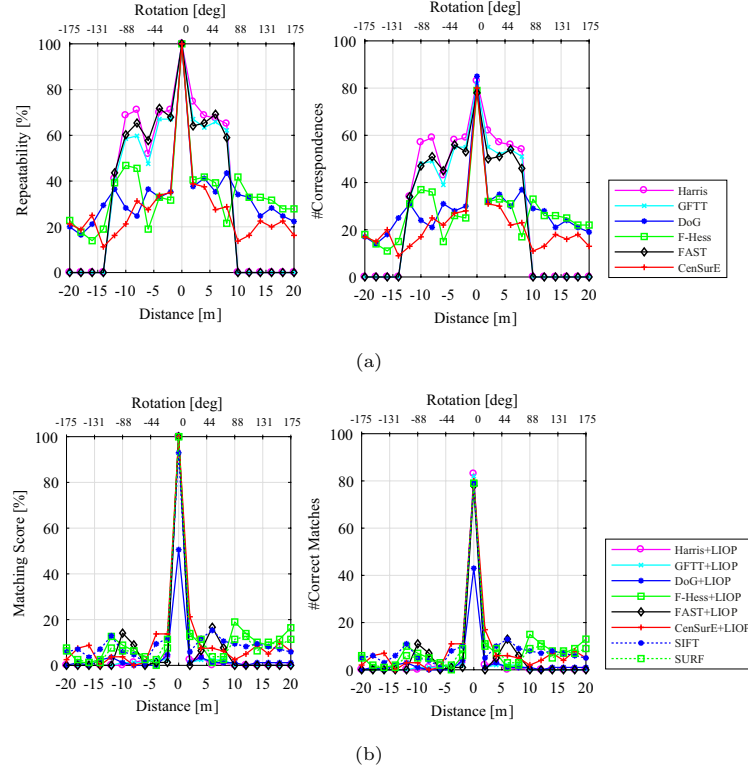 Rotation [deg]
-175 -131 -88 -44 0 44 88 131 175
Repeatability [%]
100
80
60
40
20
0
-20 -15 -10 -5 0 5 10 15 20
Distance [m]
Rotation [deg]
-175 -131 -88 -44 0 44 88 131 175
#Correspondences
100
80
60
40
20
0
-20 -15 -10 -5 0 5 10 15 20
Distance [m]
Harris
GFTT
DoG
F-Hess
FAST
CenSurE
(a)
Rotation [deg]
-175 -131 -88 -44 0 44 88 131 175
Matching Score [%]
100
80
60
40
20
0
-20 -15 -10 -5 0 5 10 15 20
Distance [m]
Rotation [deg]
-175 -131 -88 -44 0 44 88 131 175
#Correct Matches
100
80
60
40
20
0
-20 -15 -10 -5 0 5 10 15 20
Distance [m]
Harris+LIOP
GFTT+LIOP
DoG+LIOP
F-Hess+LIOP
FAST+LIOP
CenSurE+LIOP
SIFT
SURF
(b)